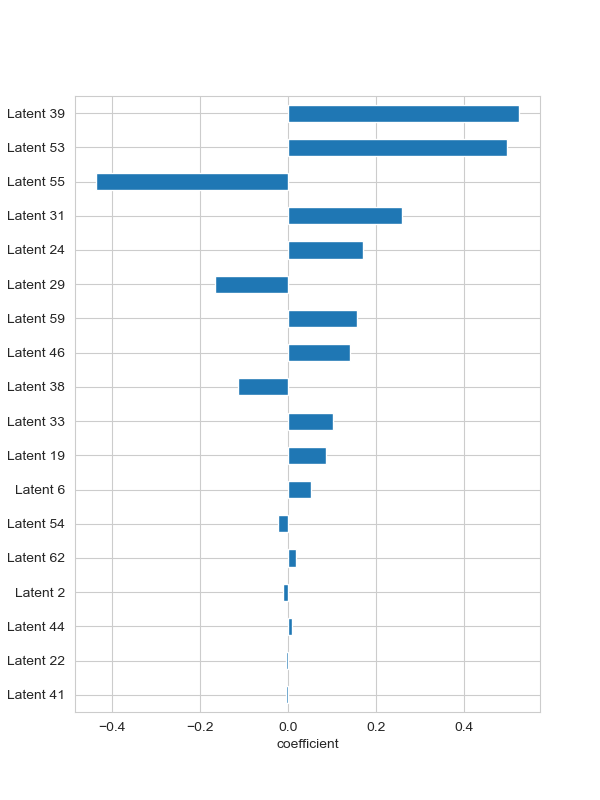 Latent 39
Latent 53
Latent 55
Latent 31
Latent 24
Latent 29
Latent 59
Latent 46
Latent 38
Latent 33
Latent 19
Latent 6
Latent 54
Latent 62
Latent 2
Latent 44
Latent 22
Latent 41
−0.4 −0.2 0.0 0.2 0.4
coefficient